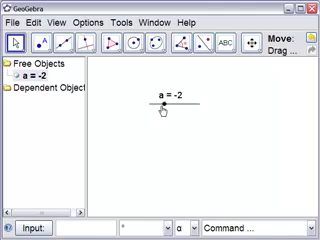 GeoGebra
File Edit View Options Tools Window Help
ABC
Move:
Drag ...
Free Objects
a = -2
Dependent Object
a = -2
Input:
°
α
Command ...